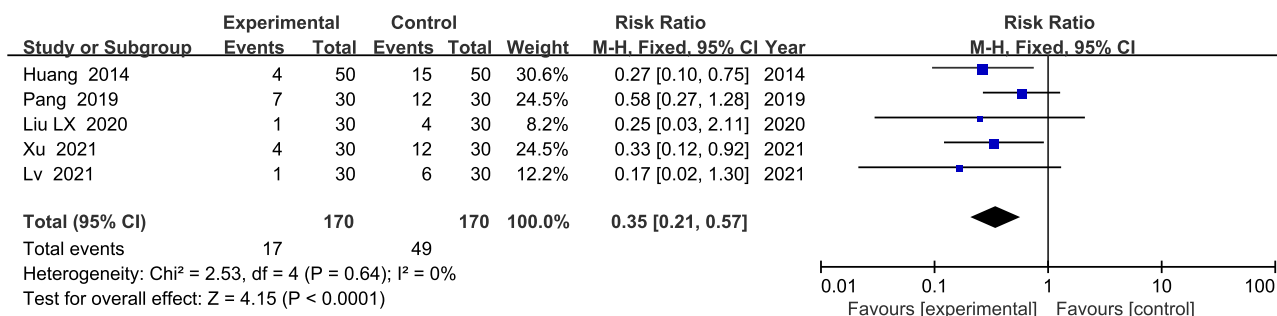 Experimental Control Risk Ratio Risk Ratio
Study or Subgroup Events Total Events Total Weight M-H, Fixed, 95% CI Year M-H, Fixed, 95% CI
Huang 2014 4 50 15 50 30.6% 0.27 [0.10, 0.75] 2014
Pang 2019 7 30 12 30 24.5% 0.58 [0.27, 1.28] 2019
Liu LX 2020 1 30 4 30 8.2% 0.25 [0.03, 2.11] 2020
Xu 2021 4 30 12 30 24.5% 0.33 [0.12, 0.92] 2021
Lv 2021 1 30 6 30 12.2% 0.17 [0.02, 1.30] 2021
Total (95% CI) 170 170 100.0% 0.35 [0.21, 0.57]
Total events 17 49
Heterogeneity: Chi² = 2.53, df = 4 (P = 0.64); I² = 0%
Test for overall effect: Z = 4.15 (P < 0.0001)
0.01 0.1 1 10 100
Favours [experimental] Favours [control]